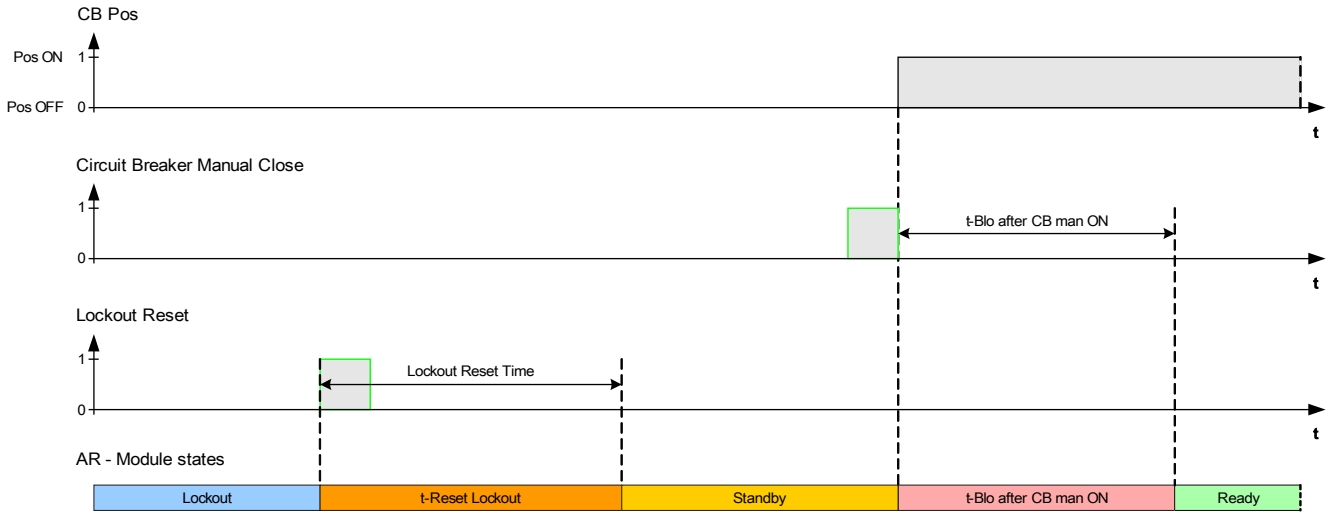 CB Pos
Pos ON 1
Pos OFF 0
t
Circuit Breaker Manual Close
1
t-Blo after CB man ON
0
t
Lockout Reset
1
Lockout Reset Time
0
t
AR - Module states
Lockout t-Reset Lockout Standby t-Blo after CB man ON Ready